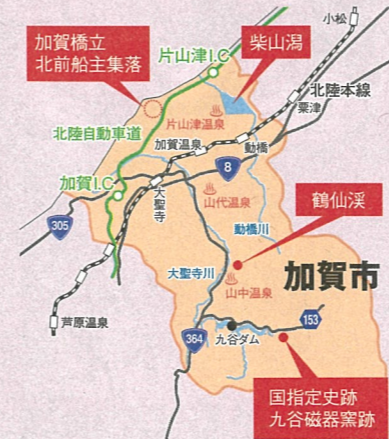 小松
加賀橋立
北前船主集落
片山津I.C
柴山潟
北陸本線
粟津
片山津温泉
北陸自動車道
加賀温泉
動橋
8
加賀I.C
大聖寺
山代温泉
鶴仙渓
305
動橋川
大聖寺川
加賀市
山中温泉
芦原温泉
153
364
九谷ダム
国指定史跡
九谷磁器窯跡